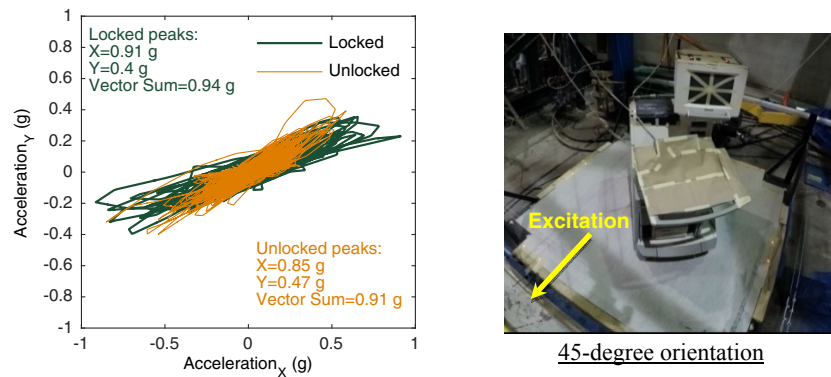 Locked peaks:
X=0.91 g
Y=0.4 g
Vector Sum=0.94 g
Locked
Unlocked
Unlocked peaks:
X=0.85 g
Y=0.47 g
Vector Sum=0.91 g
1
0.8
0.6
0.4
0.2
0
-0.2
-0.4
-0.6
-0.8
-1
-1
-0.5
0
0.5
1
Acceleration_Y (g)
Acceleration_X (g)
Excitation
45-degree orientation